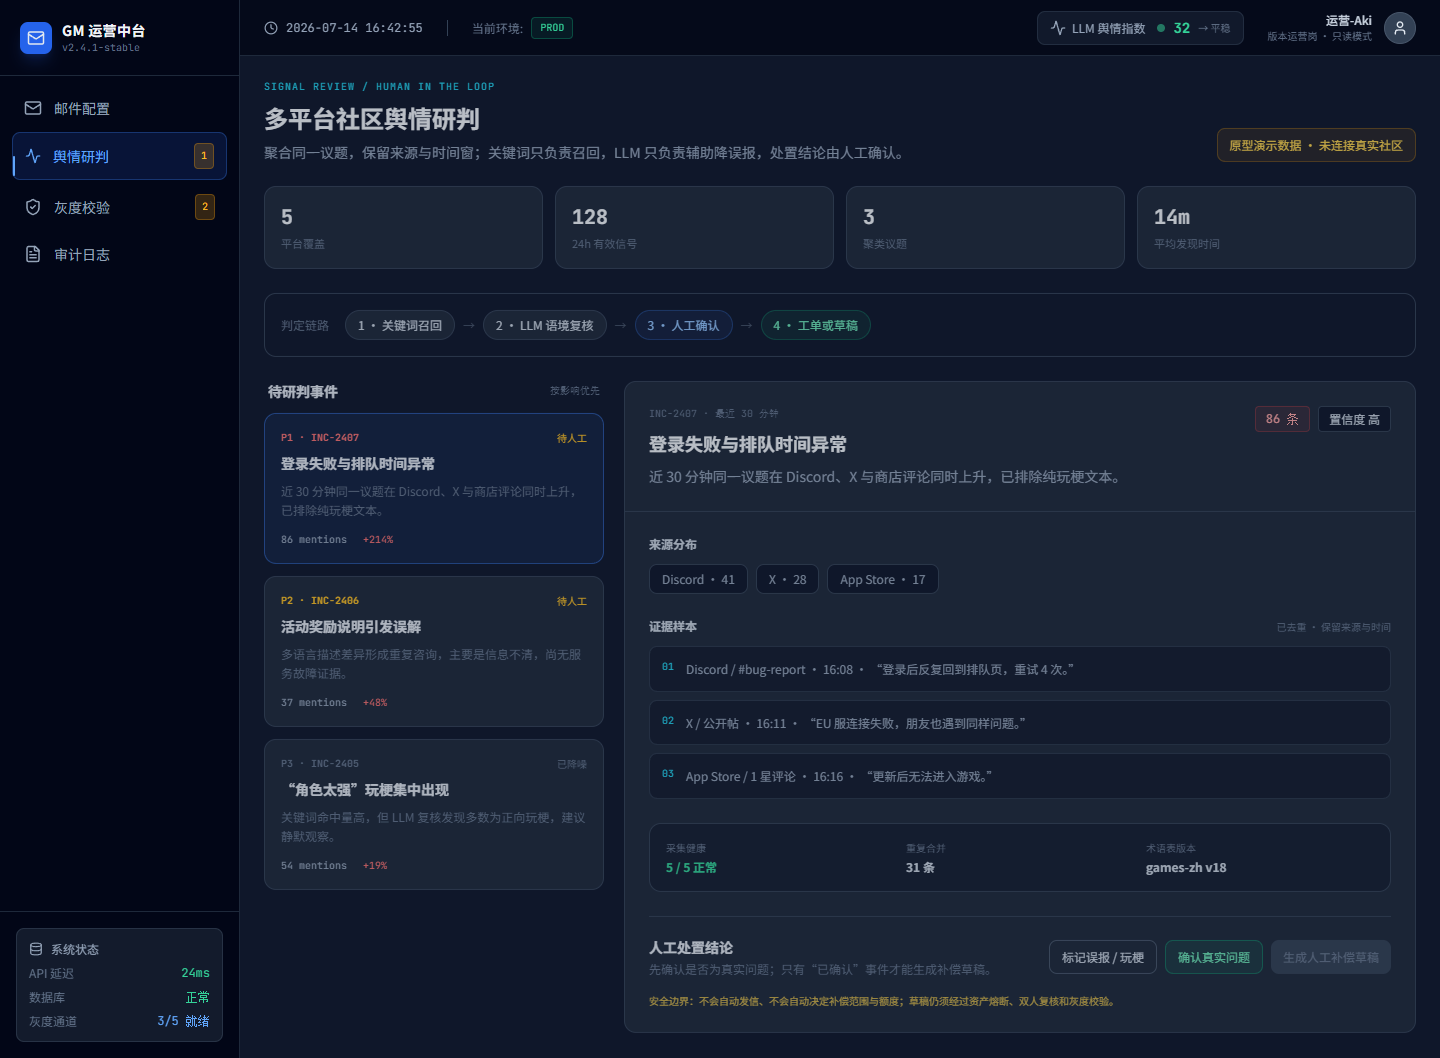 GM 运营中台
v2.4.1-stable
邮件配置
舆情研判
1
灰度校验
2
审计日志
系统状态
API 延迟 24ms
数据库 正常
灰度通道 3/5 就绪
2026-07-14 16:42:55
当前环境: PROD
LLM 舆情指数 32 → 平稳
运营-Aki
版本运营岗 • 只读模式
SIGNAL REVIEW / HUMAN IN THE LOOP
多平台社区舆情研判
聚合同一议题，保留来源与时间窗；关键词只负责召回，LLM 只负责辅助降误报，处置结论由人工确认。
原型演示数据 • 未连接真实社区
5
平台覆盖
128
24h 有效信号
3
聚类议题
14m
平均发现时间
判定链路 1 • 关键词召回 → 2 • LLM 语境复核 → 3 • 人工确认 → 4 • 工单或草稿
待研判事件 按影响优先
P1 · INC-2407 待人工
登录失败与排队时间异常
近 30 分钟同一议题在 Discord、X 与商店评论同时上升，
已排除纯玩梗文本。
86 mentions +214%
P2 · INC-2406 待人工
活动奖励说明引发误解
多语言描述差异形成重复咨询，主要是信息不清，尚无服
务故障证据。
37 mentions +48%
P3 · INC-2405 已降噪
“角色太强”玩梗集中出现
关键词命中量高，但 LLM 复核发现多数为正向玩梗，建议
静默观察。
54 mentions +19%
INC-2407 · 最近 30 分钟
86 条 置信度 高
登录失败与排队时间异常
近 30 分钟同一议题在 Discord、X 与商店评论同时上升，已排除纯玩梗文本。
来源分布
Discord • 41 X • 28 App Store • 17
证据样本 已去重 • 保留来源与时间
01 Discord / #bug-report • 16:08 • “登录后反复回到排队页，重试 4 次。”
02 X / 公开帖 • 16:11 • “EU 服连接失败，朋友也遇到同样问题。”
03 App Store / 1 星评论 • 16:16 • “更新后无法进入游戏。”
采集健康 重复合并 术语表版本
5 / 5 正常 31 条 games-zh v18
人工处置结论
先确认是否为真实问题；只有“已确认”事件才能生成补偿草稿。
标记误报 / 玩梗 确认真实问题 生成人工补偿草稿
安全边界：不会自动发信、不会自动决定补偿范围与额度；草稿仍须经过资产熔断、双人复核和灰度校验。